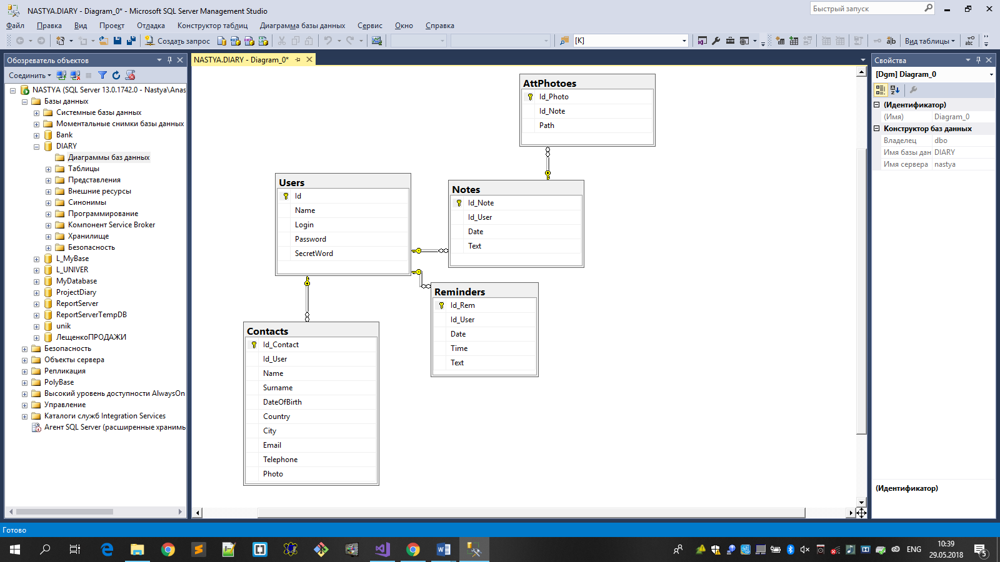 NASTYA.DIARY - Diagram_0* - Microsoft SQL Server Management Studio
Быстрый запуск
Файл Правка Вид Проект Отладка Конструктор таблиц Диаграмма базы данных Сервис Окно Справка
Создать запрос
[K]
Вид таблицы
Обозреватель объектов
Соединить
NASTYA (SQL Server 13.0.1742.0 - Nastya\Anas
Базы данных
Системные базы данных
Моментальные снимки базы данных
Bank
DIARY
Диаграммы баз данных
Таблицы
Представления
Внешние ресурсы
Синонимы
Программирование
Компонент Service Broker
Хранилище
Безопасность
L_MyBase
L_UNIVER
MyDatabase
ProjectDiary
ReportServer
ReportServerTempDB
unik
ЛещенкоПРОДАЖИ
Безопасность
Объекты сервера
Репликация
PolyBase
Высокий уровень доступности AlwaysOn
Управление
Каталоги служб Integration Services
Агент SQL Server (расширенные хранимь
NASTYA.DIARY - Diagram_0*
AttPhotoes
Id_Photo
Id_Note
Path
Users
Id
Name
Login
Password
SecretWord
Notes
Id_Note
Id_User
Date
Text
Reminders
Id_Rem
Id_User
Date
Time
Text
Contacts
Id_Contact
Id_User
Name
Surname
DateOfBirth
Country
City
Email
Telephone
Photo
Свойства
[Dgm] Diagram_0
(Идентификатор)
(Имя) Diagram_0
Конструктор баз данных
Владелец dbo
Имя базы дан DIARY
Имя сервера nastya
(Идентификатор)
Готово
ENG
10:39
29.05.2018
5